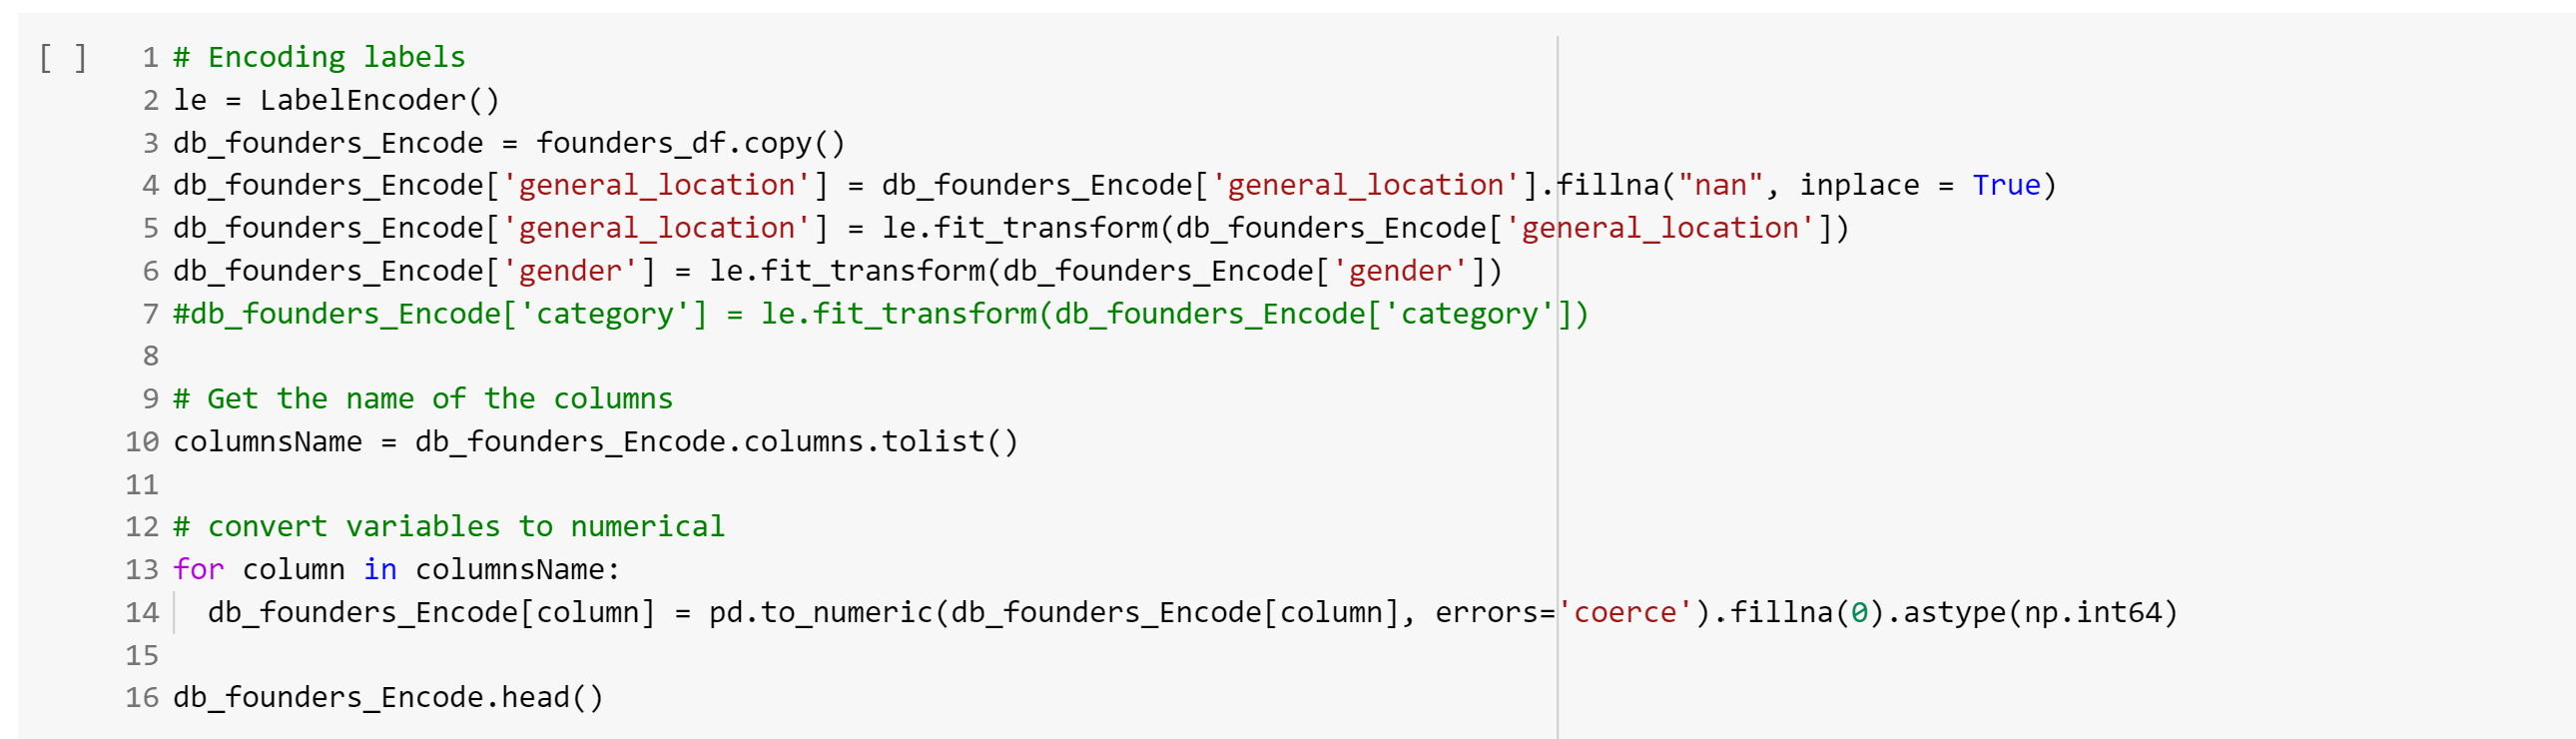 [ ] 1 # Encoding labels
2 le = LabelEncoder()
3 db_founders_Encode = founders_df.copy()
4 db_founders_Encode['general_location'] = db_founders_Encode['general_location'].fillna("nan", inplace = True)
5 db_founders_Encode['general_location'] = le.fit_transform(db_founders_Encode['general_location'])
6 db_founders_Encode['gender'] = le.fit_transform(db_founders_Encode['gender'])
7 #db_founders_Encode['category'] = le.fit_transform(db_founders_Encode['category'])
8
9 # Get the name of the columns
10 columnsName = db_founders_Encode.columns.tolist()
11
12 # convert variables to numerical
13 for column in columnsName:
14   db_founders_Encode[column] = pd.to_numeric(db_founders_Encode[column], errors='coerce').fillna(0).astype(np.int64)
15
16 db_founders_Encode.head()